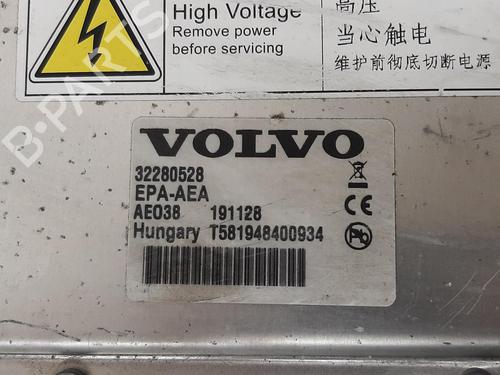 High Voltage
Remove power
before servicing
高压
当心触电
维护前彻底切断电源
B-PARTS
VOLVO
32280528
EPA-AEA
AE038 191128
Hungary T581948400934
CE